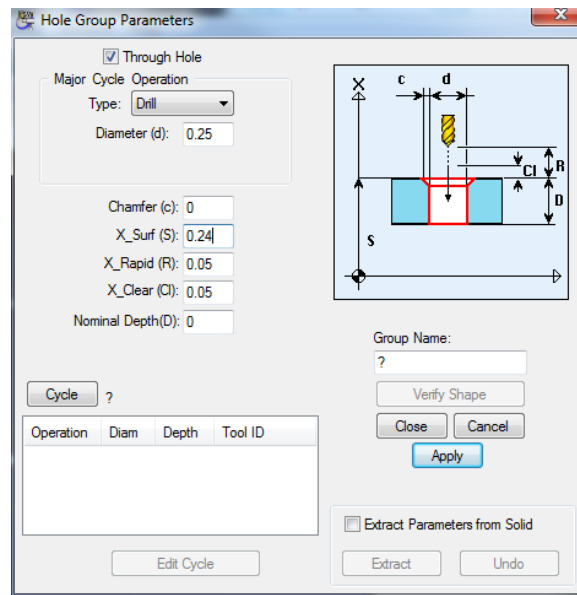 Hole Group Parameters
Through Hole
Major Cycle Operation
Type: Drill
Diameter (d): 0.25
Chamfer (c): 0
X_Surf (S): 0.24
X_Rapid (R): 0.05
X_Clear (Cl): 0.05
Nominal Depth(D): 0
Cycle ?
Operation Diam Depth Tool ID
Edit Cycle
X c d
Cl R
D
S
D
Group Name:
?
Verify Shape
Close Cancel
Apply
Extract Parameters from Solid
Extract Undo